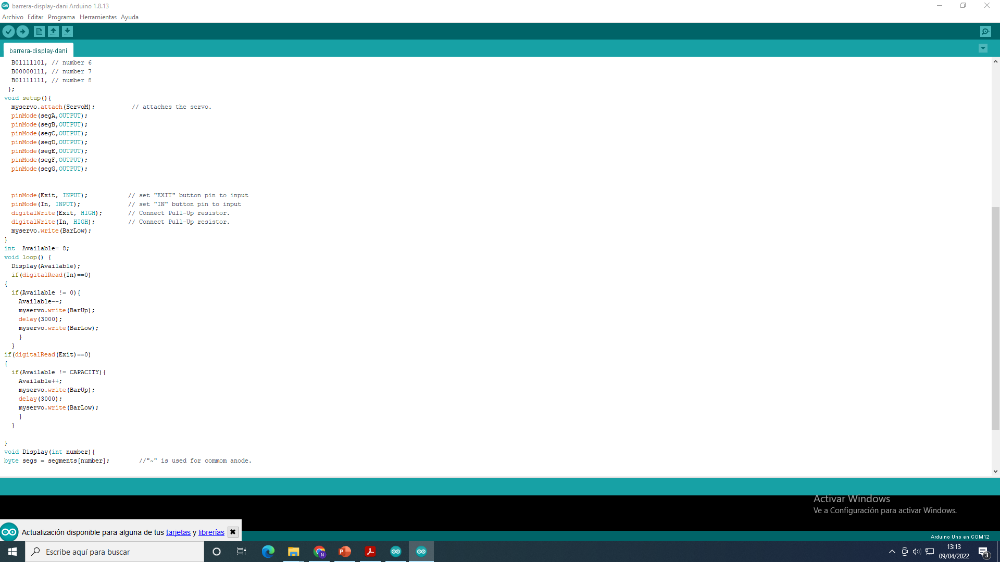 barrera-display-dani Arduino 1.8.13
Archivo Editar Programa Herramientas Ayuda
barrera-display-dani
B01111101, // number 6
B00000111, // number 7
B01111111, // number 8
};
void setup(){
myservo.attach(ServoM); // attaches the servo.
pinMode(segA,OUTPUT);
pinMode(segB,OUTPUT);
pinMode(segC,OUTPUT);
pinMode(segD,OUTPUT);
pinMode(segE,OUTPUT);
pinMode(segF,OUTPUT);
pinMode(segG,OUTPUT);
pinMode(Exit, INPUT); // set "EXIT" button pin to input
pinMode(In, INPUT); // set "IN" button pin to input
digitalWrite(Exit, HIGH); // Connect Pull-Up resistor.
digitalWrite(In, HIGH); // Connect Pull-Up resistor.
myservo.write(BarLow);
}
int Available= 8;
void loop() {
Display(Available);
if(digitalRead(In)==0)
{
if(Available != 0){
Available--;
myservo.write(BarUp);
delay(3000);
myservo.write(BarLow);
}
}
if(digitalRead(Exit)==0)
{
if(Available != CAPACITY){
Available++;
myservo.write(BarUp);
delay(3000);
myservo.write(BarLow);
}
}
}
void Display(int number){
byte segs = segments[number]; //"~" is used for commom anode.
Activar Windows
Ve a Configuración para activar Windows.
Actualización disponible para alguna de tus tarjetas y librerías
Arduino Uno en COM12
Escribe aquí para buscar
N
P
13:13
09/04/2022
3